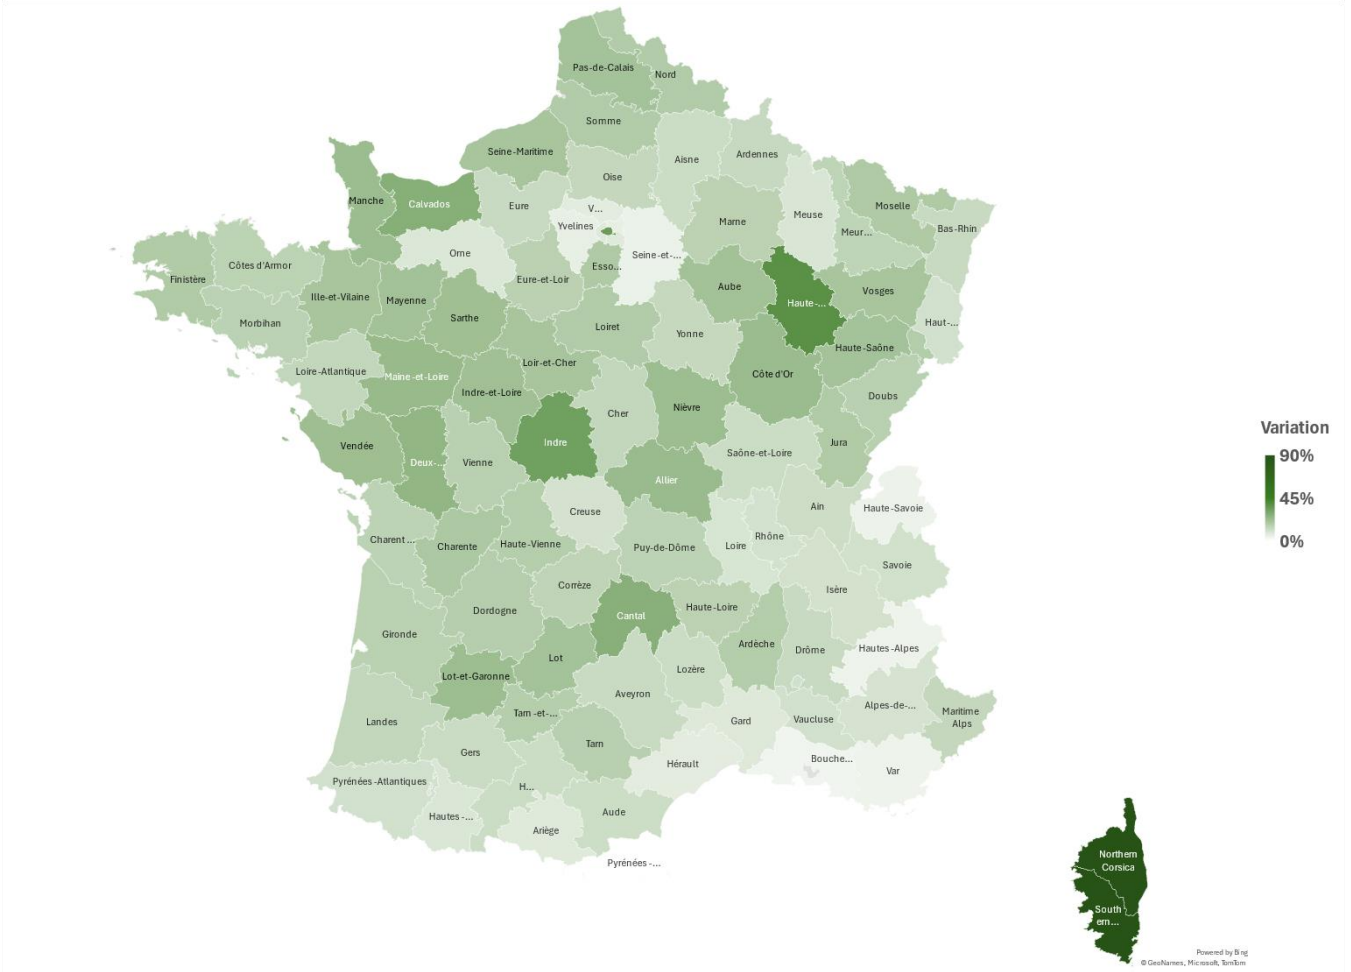 Pas-de-Calais
Nord
Somme
Seine-Maritime
Aisne
Ardennes
Oise
Manche
Calvados
Eure
V...
Marne
Meuse
Moselle
Yvelines
Meur...
Bas-Rhin
Orne
Seine-et-...
Côtes d'Armor
Esso...
Finistère
Eure-et-Loir
Aube
Vosges
Ille-et-Vilaine
Mayenne
Haute-...
Sarthe
Morbihan
Loiret
Haut-...
Yonne
Haute-Saône
Loir-et-Cher
Loire-Atlantique
Maine-et-Loire
Côte d'Or
Indre-et-Loire
Doubs
Nièvre
Cher
Variation
Vendée
Indre
Jura
90%
Saône-et-Loire
Deux-...
Vienne
Allier
45%
Ain
Haute-Savoie
Creuse
Rhône
0%
Charent ...
Charente
Haute-Vienne
Puy-de-Dôme
Loire
Savoie
Corrèze
Isère
Haute-Loire
Dordogne
Cantal
Gironde
Ardèche
Drôme
Hautes-Alpes
Lot
Lozère
Lot-et-Garonne
Aveyron
Alpes-de-...
Maritime
Alps
Tarn-et-...
Landes
Gard
Vaucluse
Tarn
Gers
Bouche...
Hérault
Var
Pyrénées-Atlantiques
H...
Aude
Hautes-...
Ariège
Northern
Corsica
Pyrénées-...
South
ern...
Powered by Bing
© GeoNames, Microsoft, TomTom